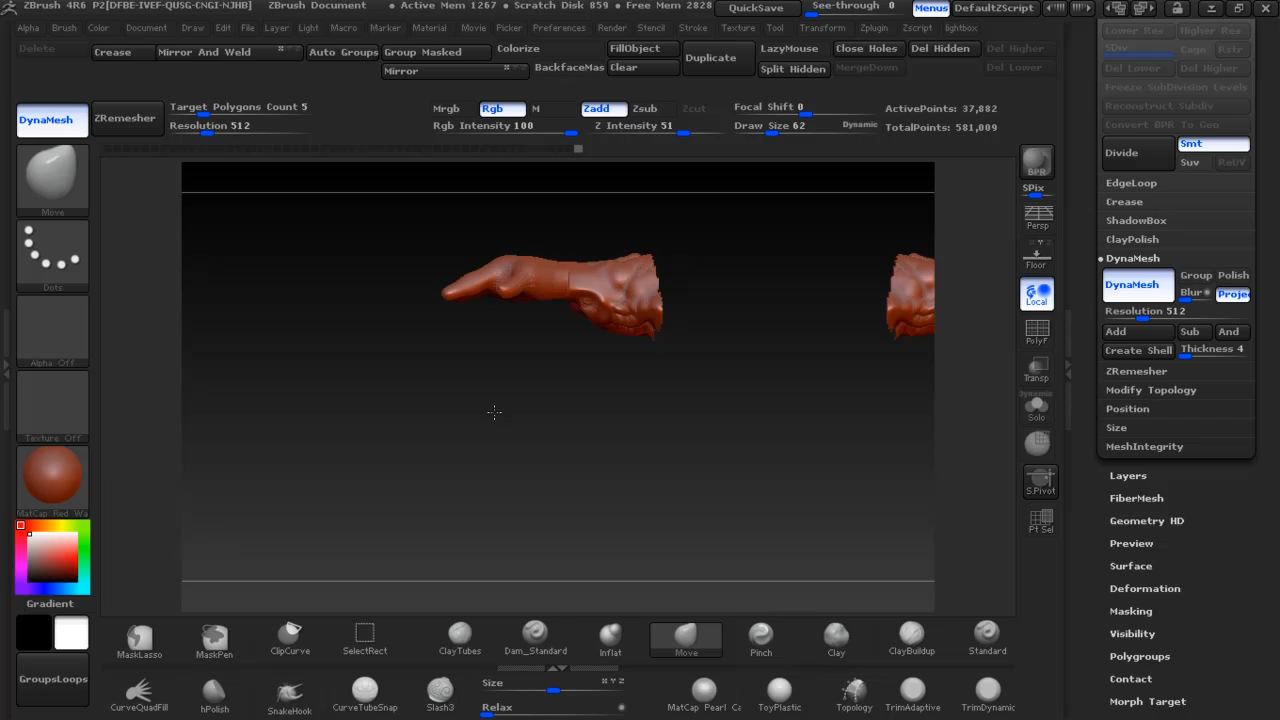 ZBrush 4R6 P2[DFBE-IVEF-QUSG-CNGI-NJHB] ZBrush Document • Active Mem 1267 • Scratch Disk 859 • Free Mem 2828 QuickSave See-through 0 Menus DefaultZScript
Alpha Brush Color Document Draw Edit File Layer Light Macro Marker Material Movie Picker Preferences Render Stencil Stroke Texture Tool Transform Zplugin Zscript lightbox
Delete Crease Mirror And Weld Auto Groups Group Masked Colorize FillObject LazyMouse Close Holes Del Hidden Del Higher
Mirror BackfaceMas Clear Duplicate Split Hidden MergeDown Del Lower
DynaMesh ZRemesher Target Polygons Count 5 Mrgb Rgb M Zadd Zsub Zcut Focal Shift 0 ActivePoints: 37,882
Resolution 512 Rgb Intensity 100 Z Intensity 51 Draw Size 62 Dynamic TotalPoints: 581,009
Move
Dots
Alpha Off
Texture Off
MatCap Red Wa
Gradient
GroupsLoops
BPR
SPix
Persp
Floor
Local
PolyF
Transp
Dynamic
Solo
S.Pivot
Pt Sel
Lower Res Higher Res
SDiv Cage Rstr
Del Lower Del Higher
Freeze SubDivision Levels
Reconstruct Subdiv
Convert BPR To Geo
Divide Smt
Suv ReUV
EdgeLoop
Crease
ShadowBox
ClayPolish
DynaMesh
DynaMesh Group Polish
Blur Proje
Resolution 512
Add Sub And
Create Shell Thickness 4
ZRemesher
Modify Topology
Position
Size
MeshIntegrity
Layers
FiberMesh
Geometry HD
Preview
Surface
Deformation
Masking
Visibility
Polygroups
Contact
Morph Target
MaskLasso MaskPen ClipCurve SelectRect ClayTubes Dam_Standard Inflat Move Pinch Clay ClayBuildup Standard
CurveQuadFill hPolish SnakeHook CurveTubeSnap Slash3 Size Relax MatCap Pearl Ca ToyPlastic Topology TrimAdaptive TrimDynamic